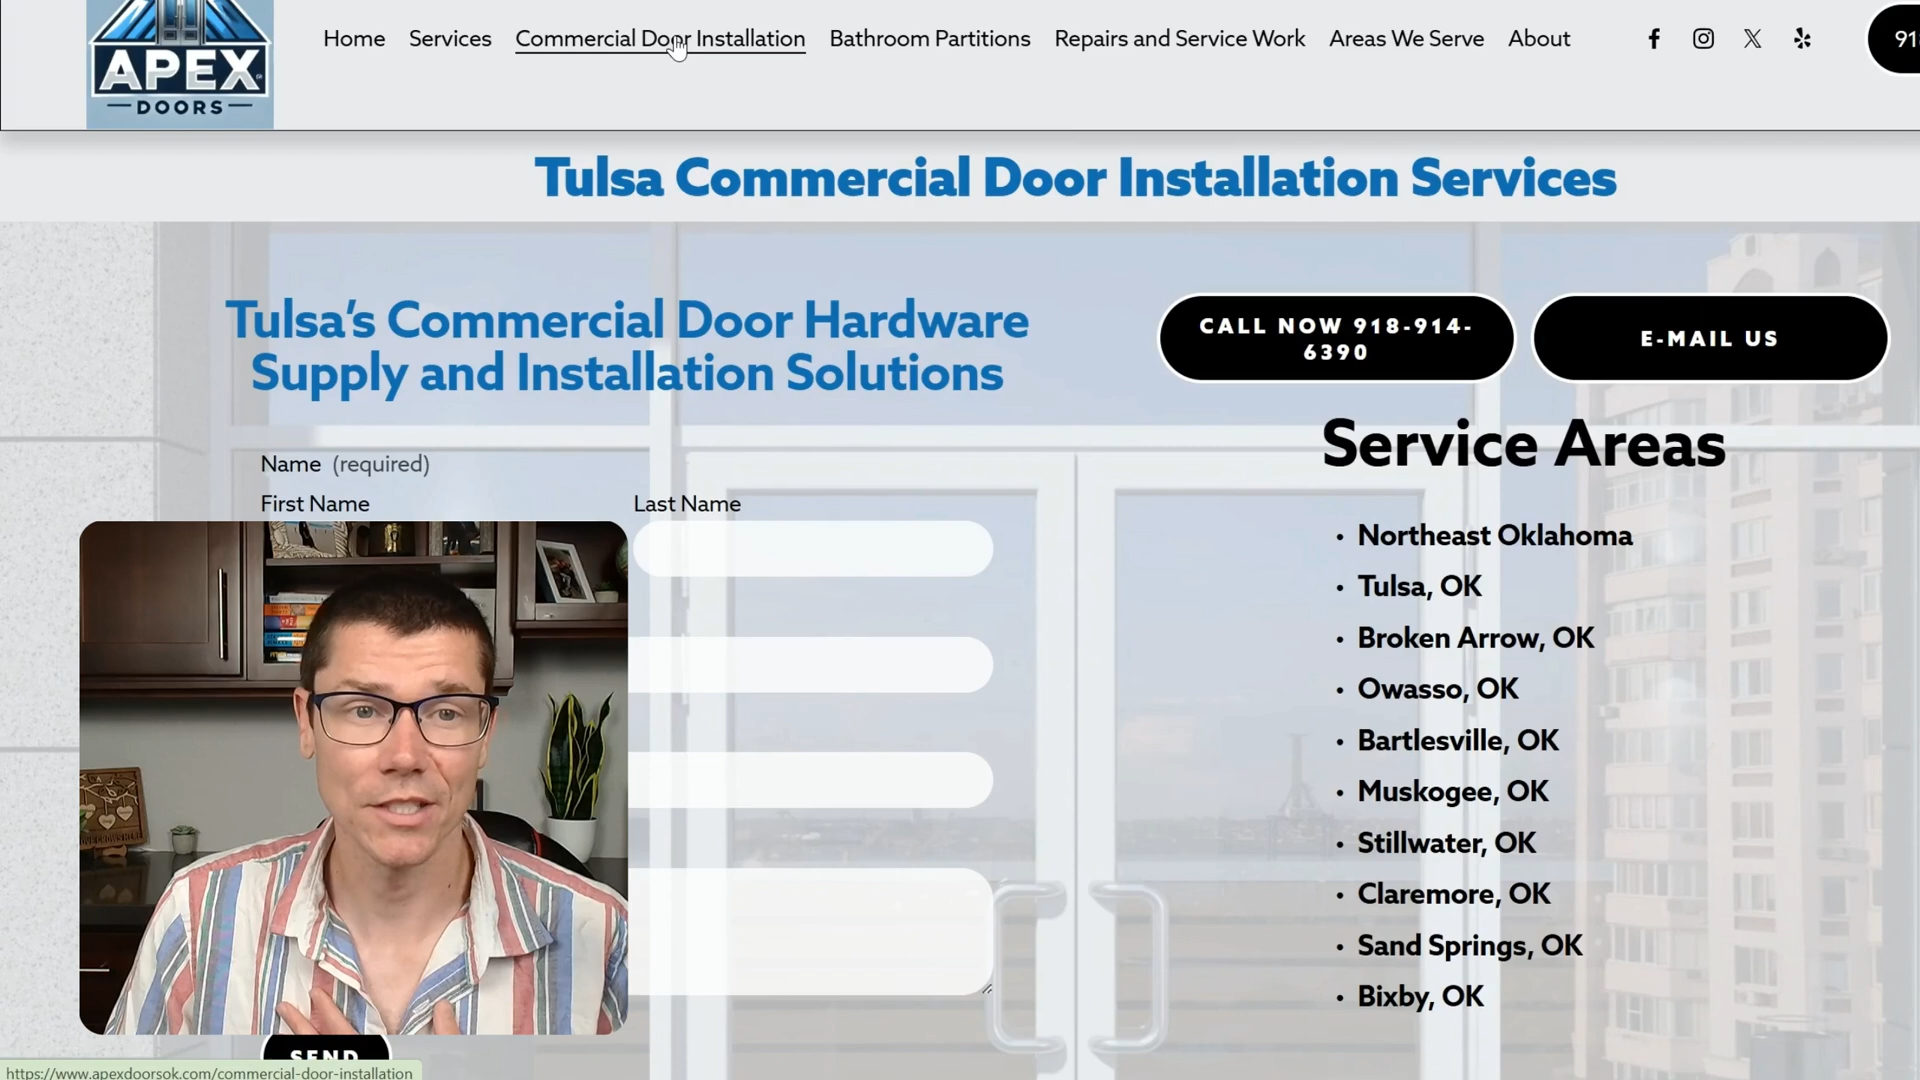 APEX
DOORS
Home
Services
Commercial Door Installation
Bathroom Partitions
Repairs and Service Work
Areas We Serve
About
91
Tulsa Commercial Door Installation Services
Tulsa’s Commercial Door Hardware
Supply and Installation Solutions
CALL NOW 918-914-
6390
E-MAIL US
Service Areas
Name (required)
First Name
Last Name
• Northeast Oklahoma
• Tulsa, OK
• Broken Arrow, OK
• Owasso, OK
• Bartlesville, OK
• Muskogee, OK
• Stillwater, OK
• Claremore, OK
• Sand Springs, OK
• Bixby, OK
SEND
https://www.apexdoorsok.com/commercial-door-installation